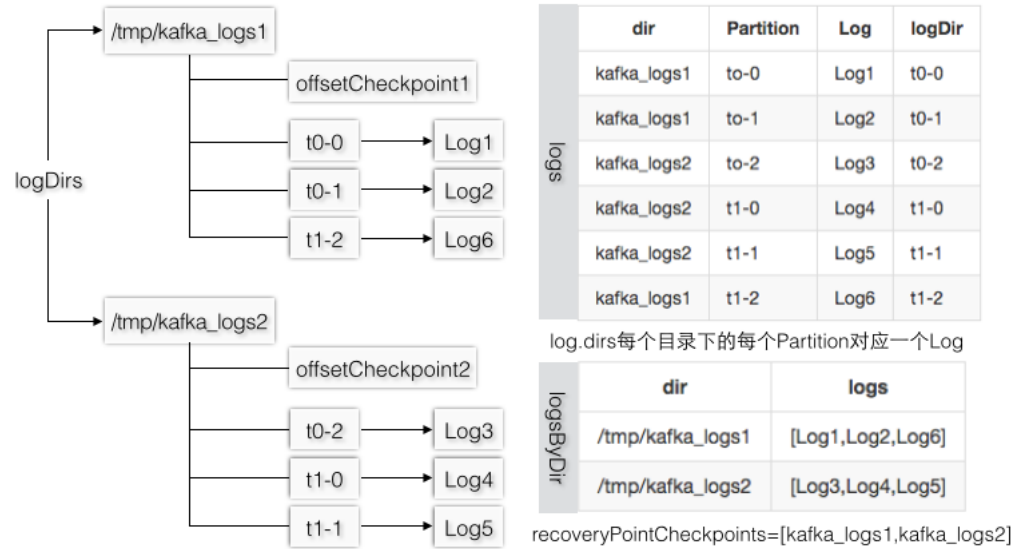 logDirs
/tmp/kafka_logs1
offsetCheckpoint1
t0-0 Log1
t0-1 Log2
t1-2 Log6
/tmp/kafka_logs2
offsetCheckpoint2
t0-2 Log3
t1-0 Log4
t1-1 Log5
logs
dir Partition Log logDir
kafka_logs1 to-0 Log1 t0-0
kafka_logs1 to-1 Log2 t0-1
kafka_logs2 to-2 Log3 t0-2
kafka_logs2 t1-0 Log4 t1-0
kafka_logs2 t1-1 Log5 t1-1
kafka_logs1 t1-2 Log6 t1-2
log.dirs每个目录下的每个Partition对应一个Log
logsByDir
dir logs
/tmp/kafka_logs1 [Log1,Log2,Log6]
/tmp/kafka_logs2 [Log3,Log4,Log5]
recoveryPointCheckpoints=[kafka_logs1,kafka_logs2]